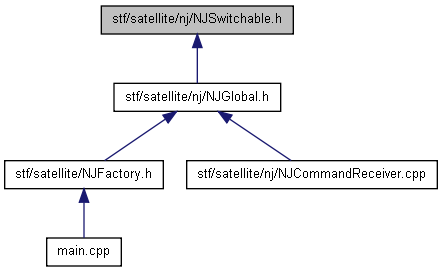 stf/satellite/nj/NJSwitchable.h
stf/satellite/nj/NJGlobal.h
stf/satellite/NJFactory.h
stf/satellite/nj/NJCommandReceiver.cpp
main.cpp